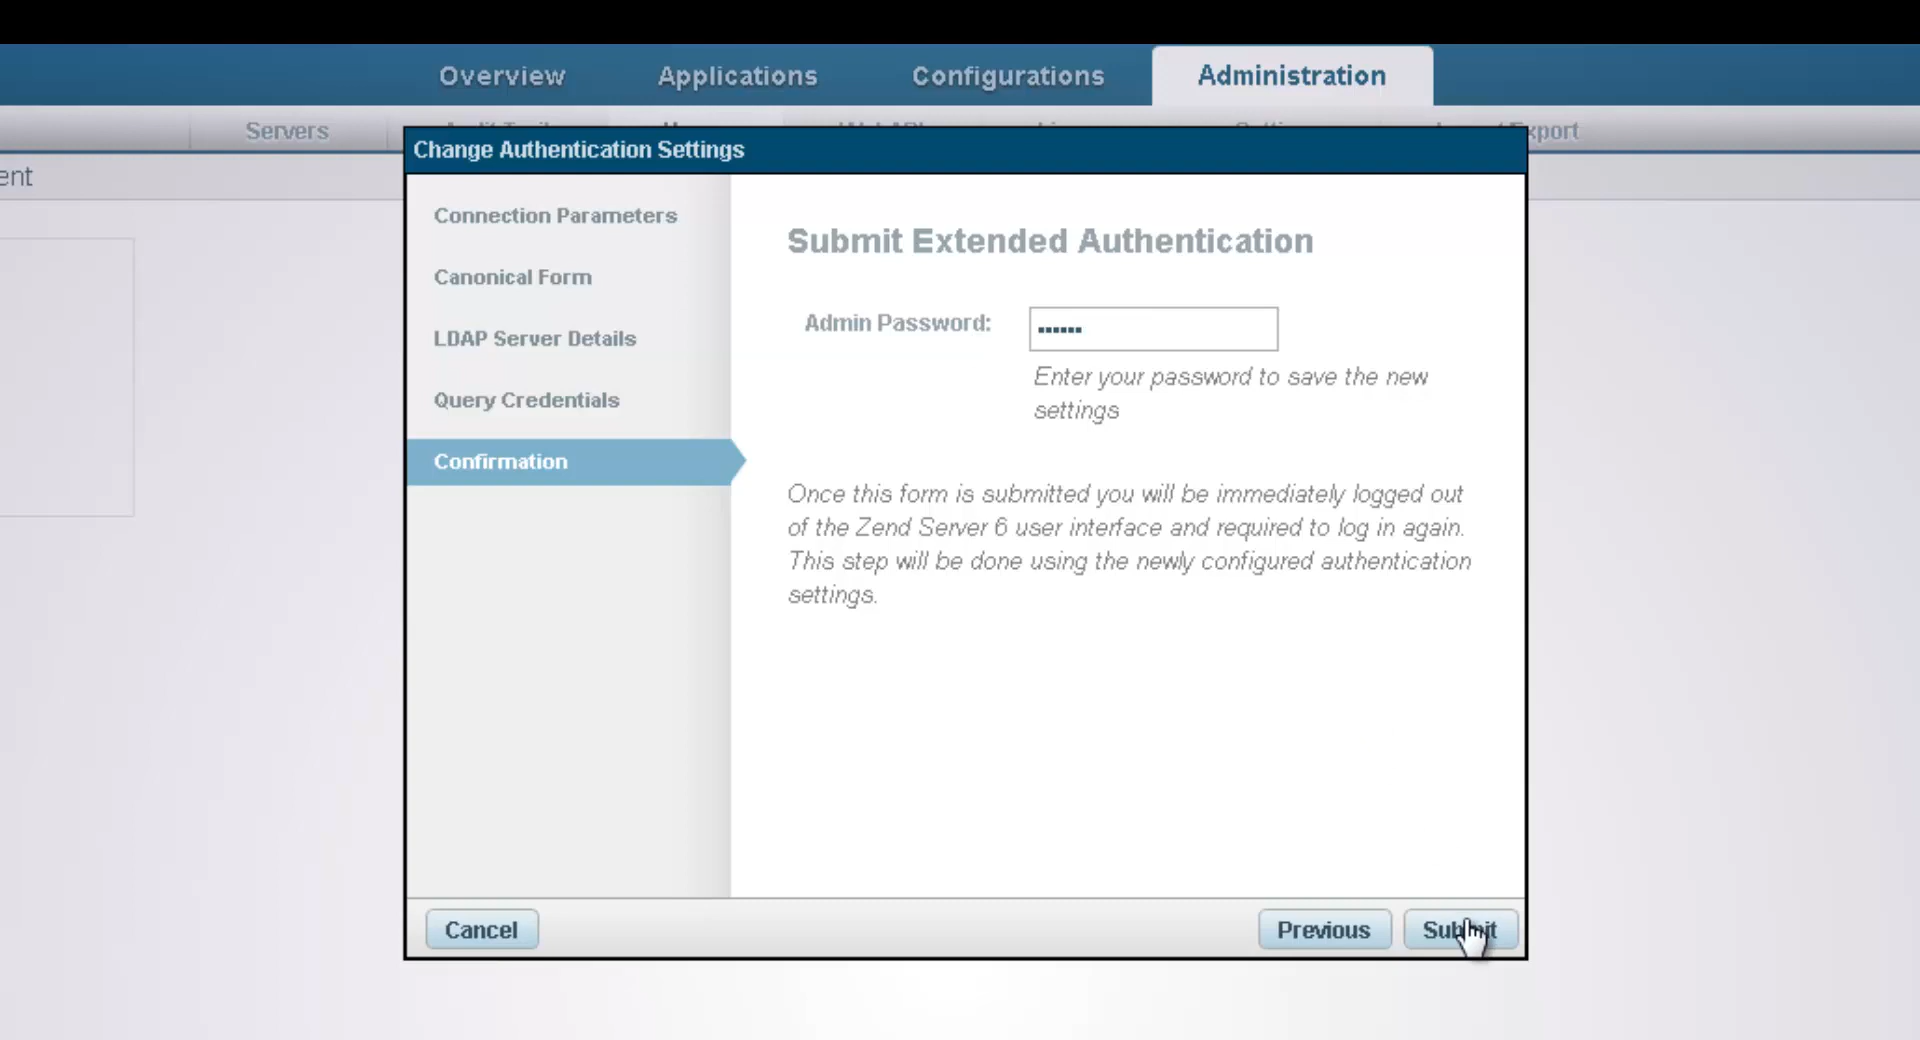 Overview Applications Configurations Administration
Servers
Change Authentication Settings
Connection Parameters
Canonical Form
LDAP Server Details
Query Credentials
Confirmation
Submit Extended Authentication
Admin Password:
Enter your password to save the new
settings
Once this form is submitted you will be immediately logged out
of the Zend Server 6 user interface and required to log in again.
This step will be done using the newly configured authentication
settings.
Cancel Previous Submit